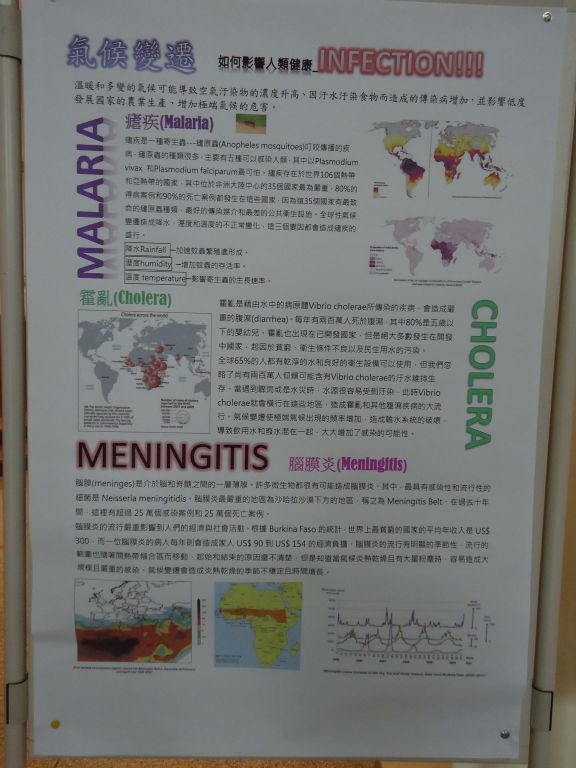 氣候變遷 如何影響人類健康_INFECTION!!!
溫暖和多變的氣候可能導致空氣汙染物的濃度升高、因汙水汙染食物而造成的傳染病增加，並影響低度
發展國家的農業生產，增加極端氣候的危害。
MALARIA
瘧疾(Malaria)
瘧疾是一種寄生蟲---瘧原蟲(Anopheles mosquitoes)叮咬傳播的疾
病，瘧原蟲的種類很多，主要有五種可以感染人類，其中以Plasmodium
vivax 和Plasmodium falciparum最可怕。瘧疾存在於世界106個熱帶
和亞熱帶的國家，其中位於非洲大陸中心的35個國家最為嚴重，80%的
得病案例和90%的死亡案例都發生在這些國家，因為這35個國家有最致
命的瘧原蟲種類、最好的傳染媒介和最差的公共衛生設施。全球性氣候
變遷造成降水、溼度和溫度的不正常變化，這三個變因都會造成瘧疾的
盛行。
降水Rainfall →加速蚊蟲繁殖處形成。
溼度humidity →增加蚊蟲的存活率。
溫度 temperature→影響寄生蟲的生長速率。
霍亂(Cholera)
CHOLERA
Cholera across the world
霍亂是藉由水中的病原體Vibrio cholerae所傳染的疾病，會造成嚴
重的腹瀉(diarrhea)。每年有兩百萬人死於腹瀉，其中80%是五歲以
下的嬰幼兒。霍亂也出現在已開發國家，但是絕大多數發生在開發
中國家，起因於貧窮、衛生條件不良以及民生用水的汙染。
全球65%的人都有乾淨的水和良好的衛生設備可以使用，但我們忽
略了尚有兩百萬人仰賴可能含有Vibrio cholerae的汙水維持生
存，當遇到驟雨或是水災時，水源很容易受到汙染，此時Vibrio
cholerae就會橫行在這些地區，造成霍亂和其他腹瀉疾病的大流
行。氣候變遷使極端氣候出現的頻率增加，造成輸水系統的破壞，
導致飲用水和廢水混在一起，大大增加了感染的可能性。
MENINGITIS 腦膜炎(Meningitis)
腦膜(meninges)是介於腦和脊髓之間的一層薄膜。許多微生物都很有可能造成腦膜炎，其中，最具有感染性和流行性的
細菌是 Neisseria meningitidis。腦膜炎最嚴重的地區為沙哈拉沙漠下方的地區，稱之為 Meningitis Belt。在過去十年
間，這裡有超過 25 萬個感染案例和 25 萬個死亡案例。
腦膜炎的流行嚴重影響到人們的經濟與社會活動，根據 Burkina Faso 的統計，世界上最貧窮的國家的平均年收入是 US$
300，而一位腦膜炎的病人每年則會造成家人 US$ 90 到 US$ 154 的經濟負擔。腦膜炎的流行有明顯的季節性，流行的
範圍也隨著間熱帶輻合區而移動，起始和結束的原因還不清楚，但是知道當氣候炎熱乾燥且有大量粉塵時，容易造成大
規模且嚴重的感染。氣候變遷會造成炎熱乾燥的季節不穩定且時間增長。